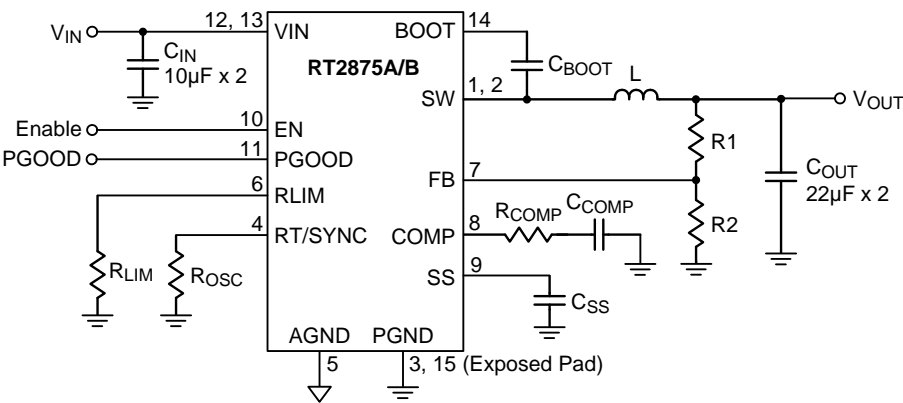 VIN
12, 13
VIN
BOOT
14
CIN
10µF x 2
RT2875A/B
CBOOT
SW
1, 2
L
VOUT
Enable
10
EN
PGOOD
11
PGOOD
R1
FB
7
COUT
22µF x 2
6
RLIM
RCOMP
CCOMP
R2
4
RT/SYNC
COMP
8
RLIM
ROSC
SS
9
CSS
AGND
PGND
5
3, 15 (Exposed Pad)